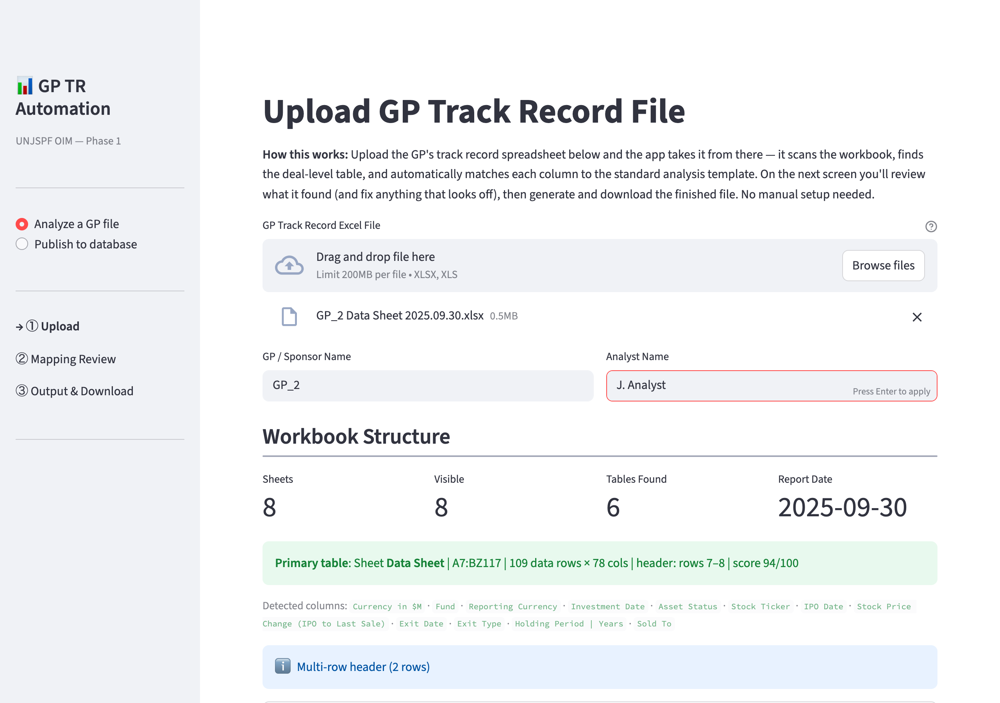 GP TR
Automation
UNJSPF OIM — Phase 1
Analyze a GP file
Publish to database
→ ① Upload
② Mapping Review
③ Output & Download
Upload GP Track Record File
How this works: Upload the GP's track record spreadsheet below and the app takes it from there — it scans the workbook, finds
the deal-level table, and automatically matches each column to the standard analysis template. On the next screen you'll review
what it found (and fix anything that looks off), then generate and download the finished file. No manual setup needed.
GP Track Record Excel File
Drag and drop file here
Limit 200MB per file • XLSX, XLS
Browse files
GP_2 Data Sheet 2025.09.30.xlsx 0.5MB
GP / Sponsor Name
GP_2
Analyst Name
J. Analyst
Press Enter to apply
Workbook Structure
Sheets
8
Visible
8
Tables Found
6
Report Date
2025-09-30
Primary table: Sheet Data Sheet | A7:BZ117 | 109 data rows × 78 cols | header: rows 7–8 | score 94/100
Detected columns: Currency in $M · Fund · Reporting Currency · Investment Date · Asset Status · Stock Ticker · IPO Date · Stock Price
Change (IPO to Last Sale) · Exit Date · Exit Type · Holding Period | Years · Sold To
Multi-row header (2 rows)